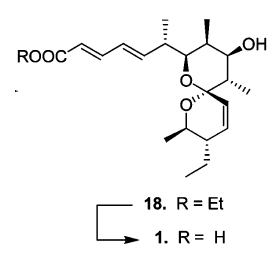 OH
ROOC
O
O
18. R = Et
1. R = H